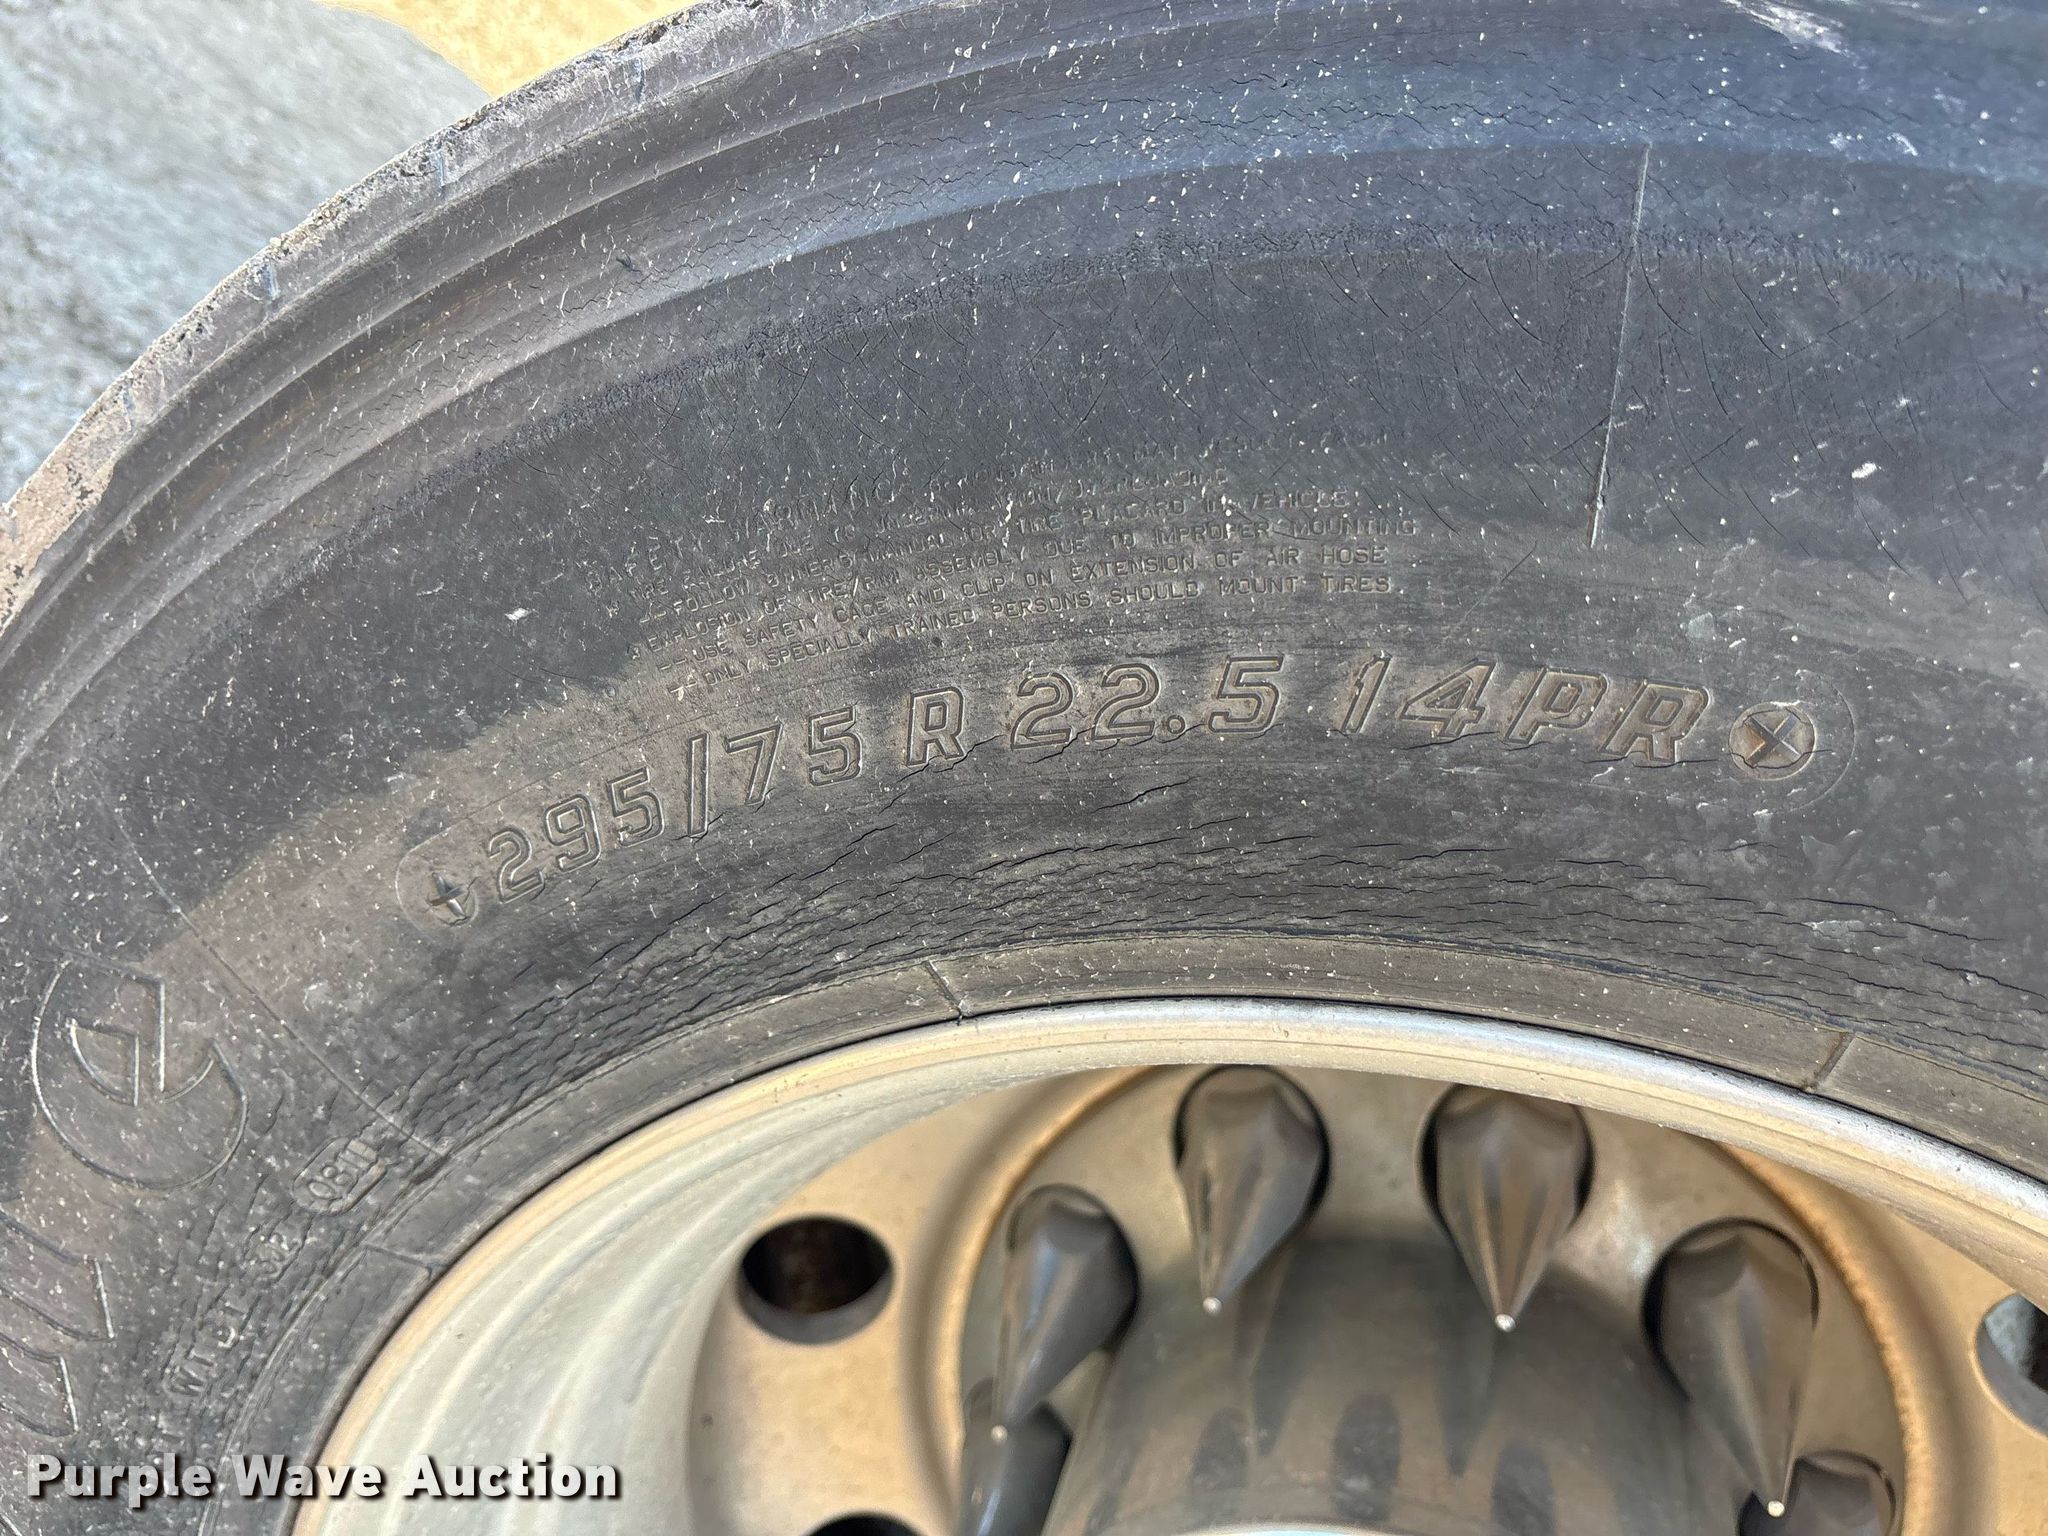 SAFETY WARNING
TIRE FAILURE DUE TO
--FOLLOW OWNER'S MANUAL OR TIRE PLACARD IN VEHICLE
EXPLOSION OF TIRE/RIM ASSEMBLY DUE TO IMPROPER MOUNTING
--USE SAFETY CAGE AND CLIP ON EXTENSION OF AIR HOSE
--ONLY SPECIALLY TRAINED PERSONS SHOULD MOUNT TIRES
295/75 R 22.5 14PR
Purple Wave Auction